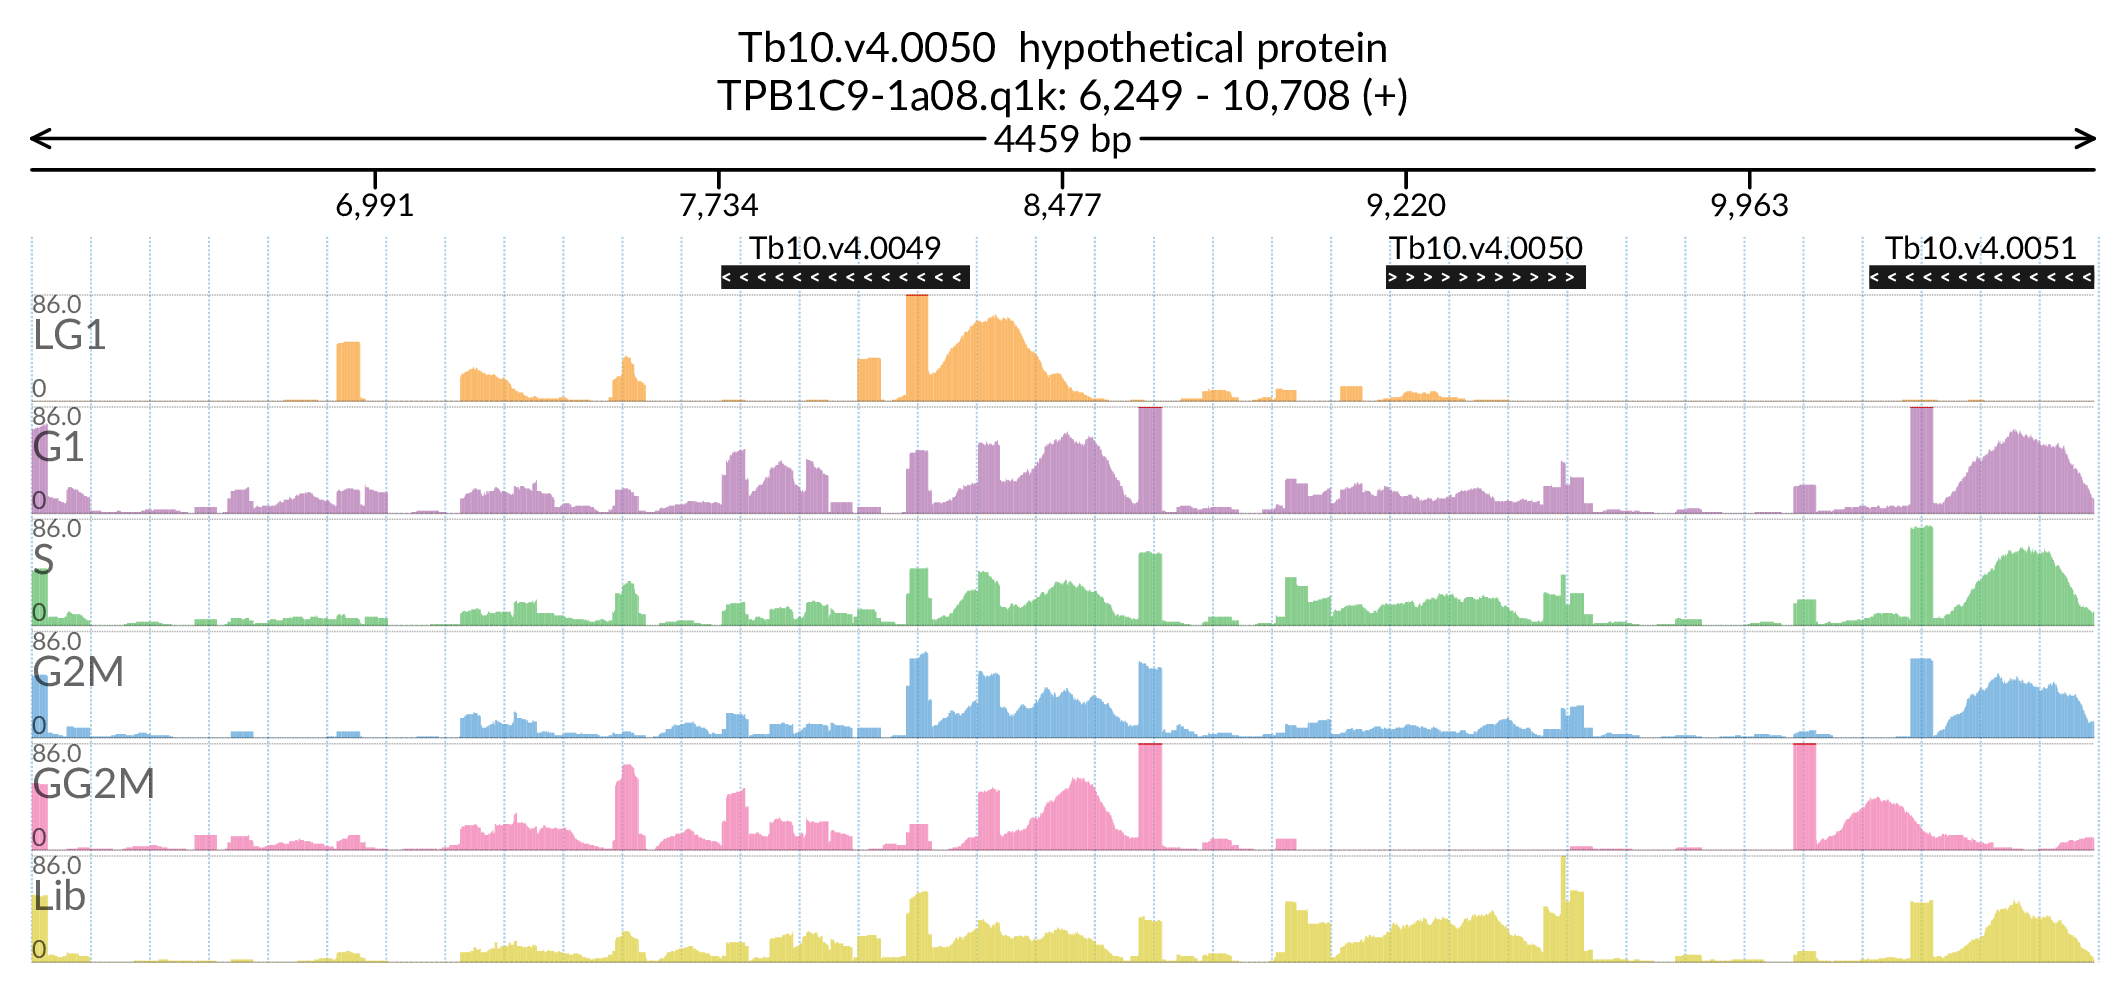 Tb10.v4.0050 hypothetical protein
TPB1C9-1a08.q1k: 6,249 - 10,708 (+)
4459 bp
6,991 7,734 8,477 9,220 9,963
Tb10.v4.0049 Tb10.v4.0050 Tb10.v4.0051
< < < < < < < < < < < < < < > > > > > > > > > > > < < < < < < < < < < < < <
86.0
LG1
0
86.0
G1
0
86.0
S
0
86.0
G2M
0
86.0
GG2M
0
86.0
Lib
0